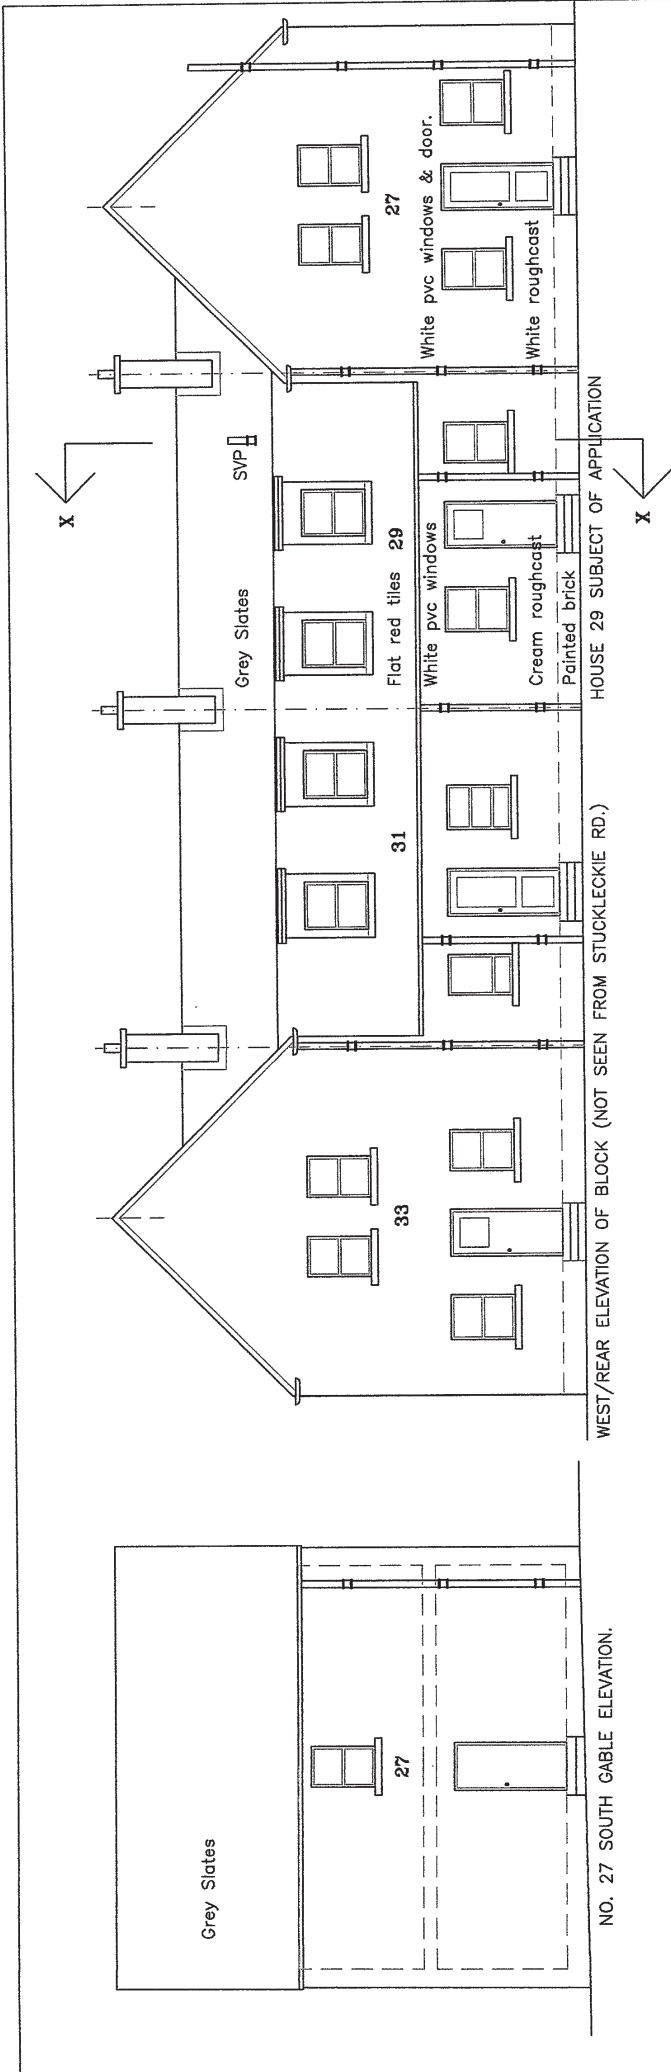 Grey Slates
27
NO. 27 SOUTH GABLE ELEVATION.
33
31
Grey Slates
SVP
X
Flat red tiles 29
White pvc windows
Cream roughcast
Painted brick
27
White pvc windows & door.
White roughcast
X
WEST/REAR ELEVATION OF BLOCK (NOT SEEN FROM STUCKLECKIE RD.)
HOUSE 29 SUBJECT OF APPLICATION